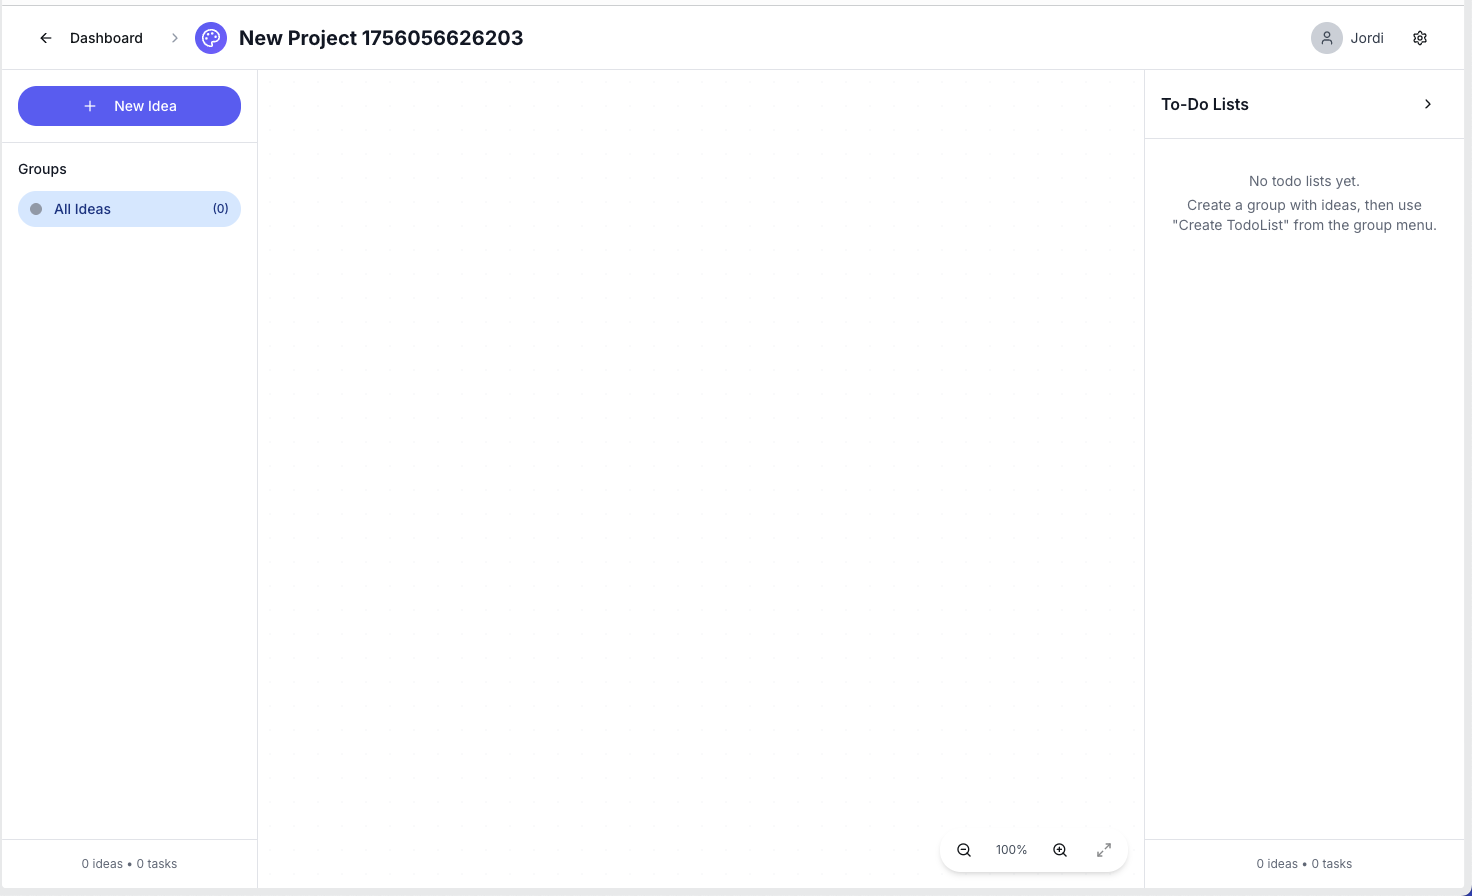 Dashboard
New Project 1756056626203
Jordi
New Idea
Groups
All Ideas (0)
0 ideas • 0 tasks
100%
To-Do Lists
No todo lists yet.
Create a group with ideas, then use
"Create TodoList" from the group menu.
0 ideas • 0 tasks